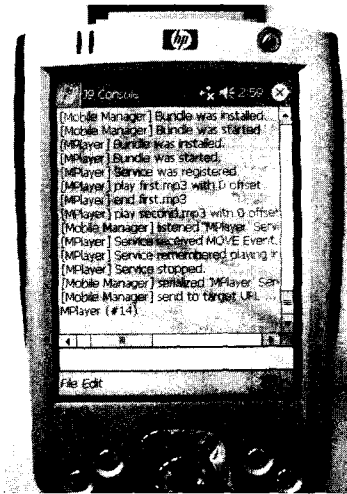 hp
J9 Console 2:59
[Mobile Manager] Bundle was installed.
[Mobile Manager] Bundle was started
[MPlayer] Bundle was installed.
[MPlayer] Bundle was started.
[MPlayer] Service was registered
[MPlayer] play first.mp3 with 0 offset
[MPlayer] end first.mp3
[MPlayer] play second.mp3 with 0 offset
[Mobile Manager] listened "MPlayer Serv
[MPlayer] Service received MOVE Event.
[MPlayer] Service remembered playing ir
[MPlayer] Service stopped.
[Mobile Manager] serialized "MPlayer Ser
[Mobile Manager] send to target URL
MPlayer (#14)
File Edit